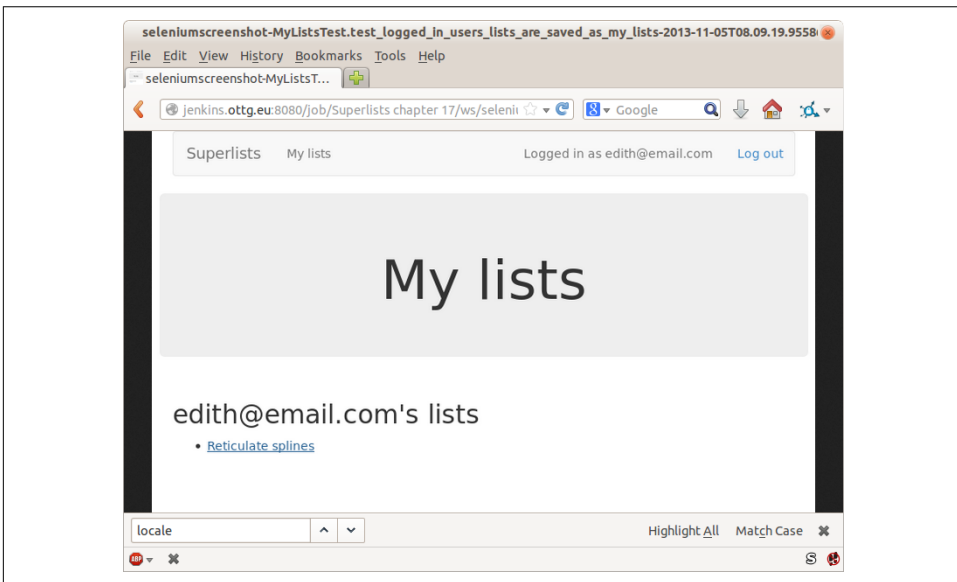 seleniumscreenshot-MyListsTest.test_logged_in_users_lists_are_saved_as_my_lists-2013-11-05T08.09.19.9558
File Edit View History Bookmarks Tools Help
seleniumscreenshot-MyListsT...
jenkins.ottg.eu:8080/job/Superlists chapter 17/ws/seleni
Google
Superlists My lists Logged in as edith@email.com Log out
My lists
edith@email.com's lists
• Reticulate splines
locale Highlight All Match Case
ABP S